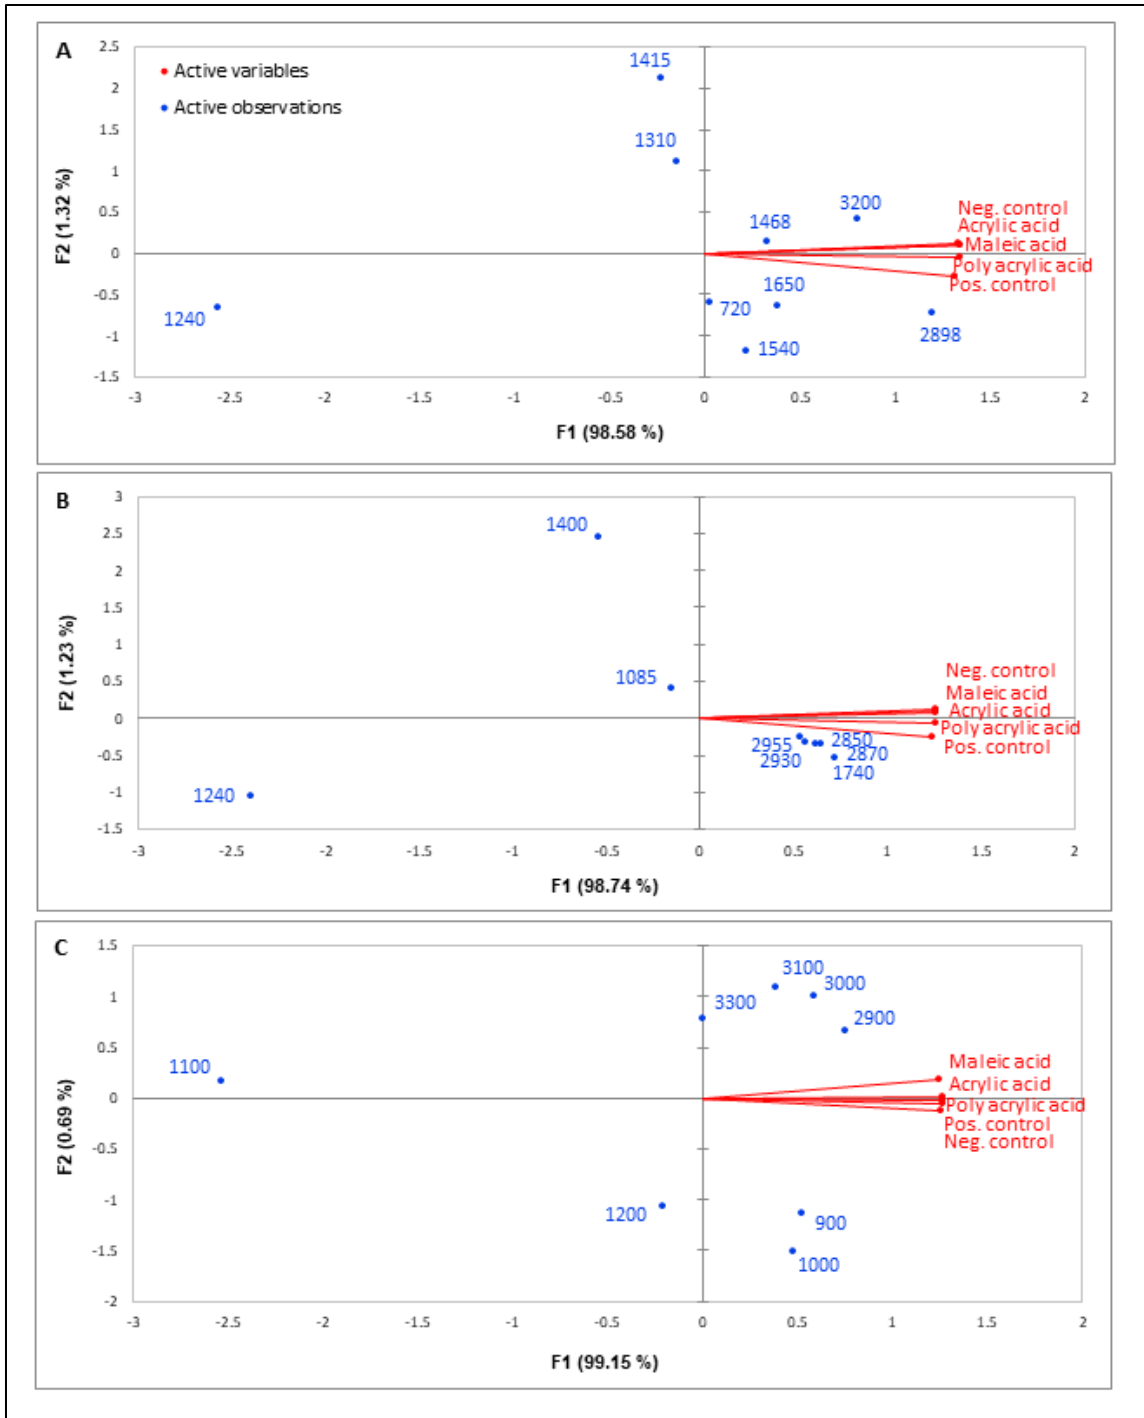 A
2.5
2
1.5
1
0.5
0
-0.5
-1
-1.5
F2 (1.32 %)
Active variables
Active observations
1415
1310
1468
3200
1650
720
1540
2898
1240
Neg. control
Acrylic acid
Maleic acid
Poly acrylic acid
Pos. control
-3 -2.5 -2 -1.5 -1 -0.5 0 0.5 1 1.5 2
F1 (98.58 %)
B
3
2.5
2
1.5
1
0.5
0
-0.5
-1
-1.5
F2 (1.23 %)
1400
1085
1240
2955
2930
2850
2870
1740
Neg. control
Maleic acid
Acrylic acid
Poly acrylic acid
Pos. control
-3 -2.5 -2 -1.5 -1 -0.5 0 0.5 1 1.5 2
F1 (98.74 %)
C
1.5
1
0.5
0
-0.5
-1
-1.5
-2
F2 (0.69 %)
3100
3000
3300
2900
1100
1200
900
1000
Maleic acid
Acrylic acid
Poly acrylic acid
Pos. control
Neg. control
-3 -2.5 -2 -1.5 -1 -0.5 0 0.5 1 1.5 2
F1 (99.15 %)